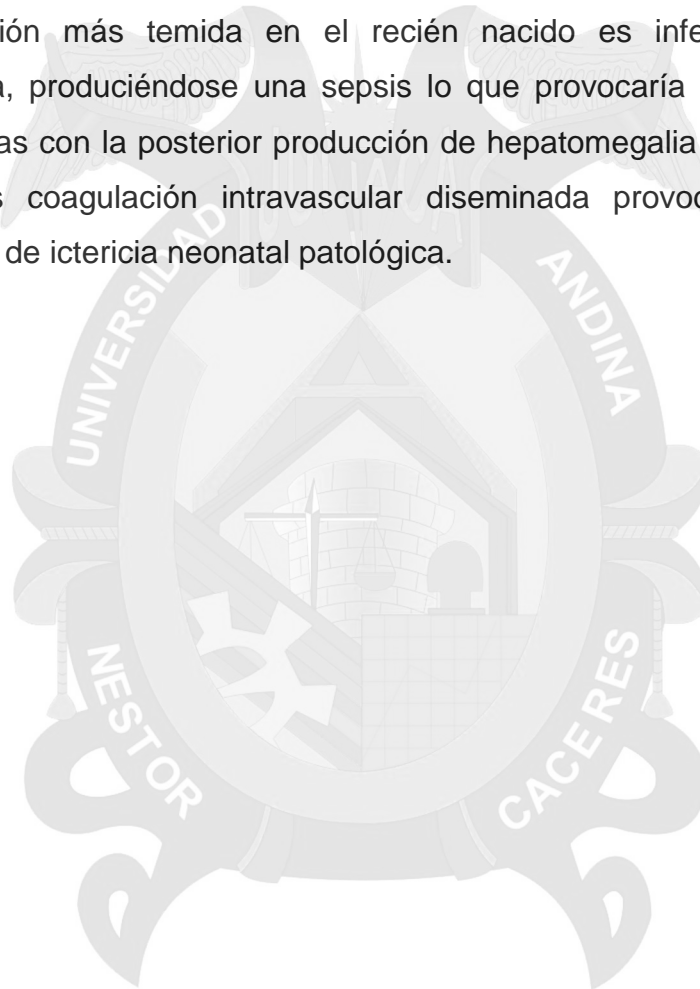 ción más temida en el recién nacido es infe
a, produciéndose una sepsis lo que provocaría
as con la posterior producción de hepatomegalia
s coagulación intravascular diseminada provoc
de ictericia neonatal patológica.
UNIVERSIDAD
ANDINA
NESTOR
CACERES